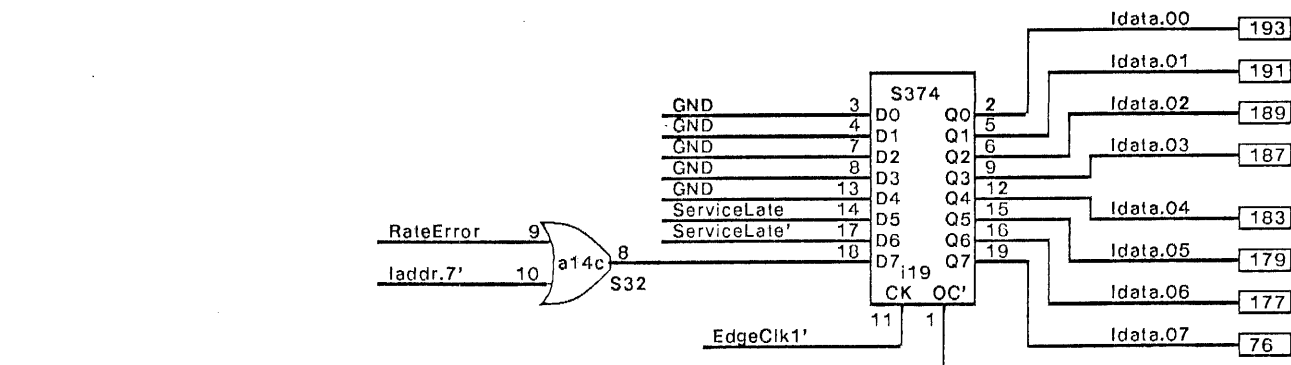 Idata.00 193
Idata.01 191
S374
GND 3 D0 Q0 2 Idata.02 189
GND 4 D1 Q1 5
GND 7 D2 Q2 6 Idata.03 187
GND 8 D3 Q3 9
GND 13 D4 Q4 12
ServiceLate 14 D5 Q5 15 Idata.04 183
RateError 9 ServiceLate' 17 D6 Q6 16
a14c 8 18 D7 Q7 19 Idata.05 179
Iaddr.7' 10 S32 i19
CK OC' Idata.06 177
11 1
EdgeClk1' Idata.07 76